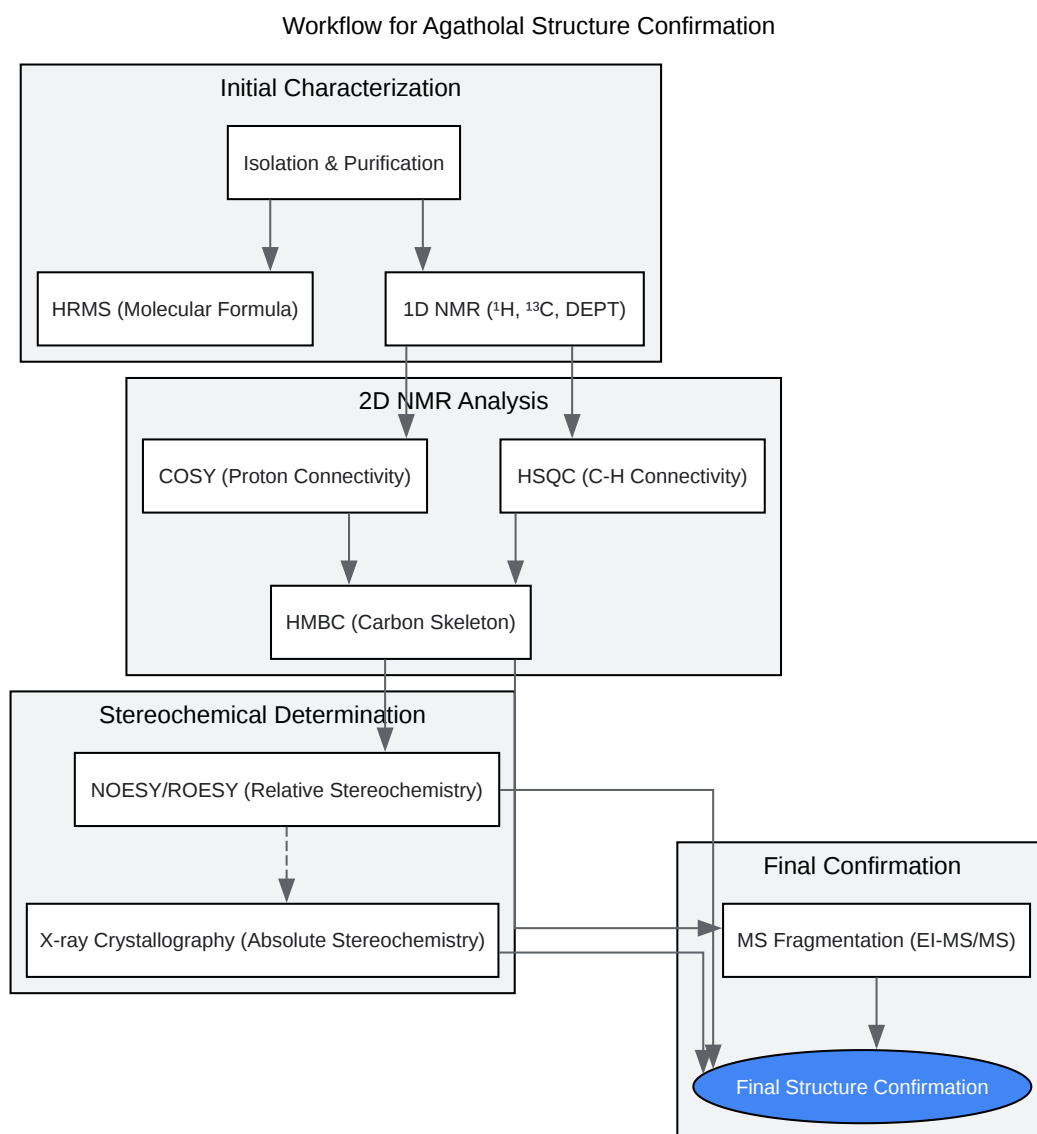 Workflow for Agatholal Structure Confirmation
Initial Characterization
Isolation & Purification
HRMS (Molecular Formula)
1D NMR (¹H, ¹³C, DEPT)
2D NMR Analysis
COSY (Proton Connectivity)
HSQC (C-H Connectivity)
HMBC (Carbon Skeleton)
Stereochemical Determination
NOESY/ROESY (Relative Stereochemistry)
X-ray Crystallography (Absolute Stereochemistry)
Final Confirmation
MS Fragmentation (EI-MS/MS)
Final Structure Confirmation